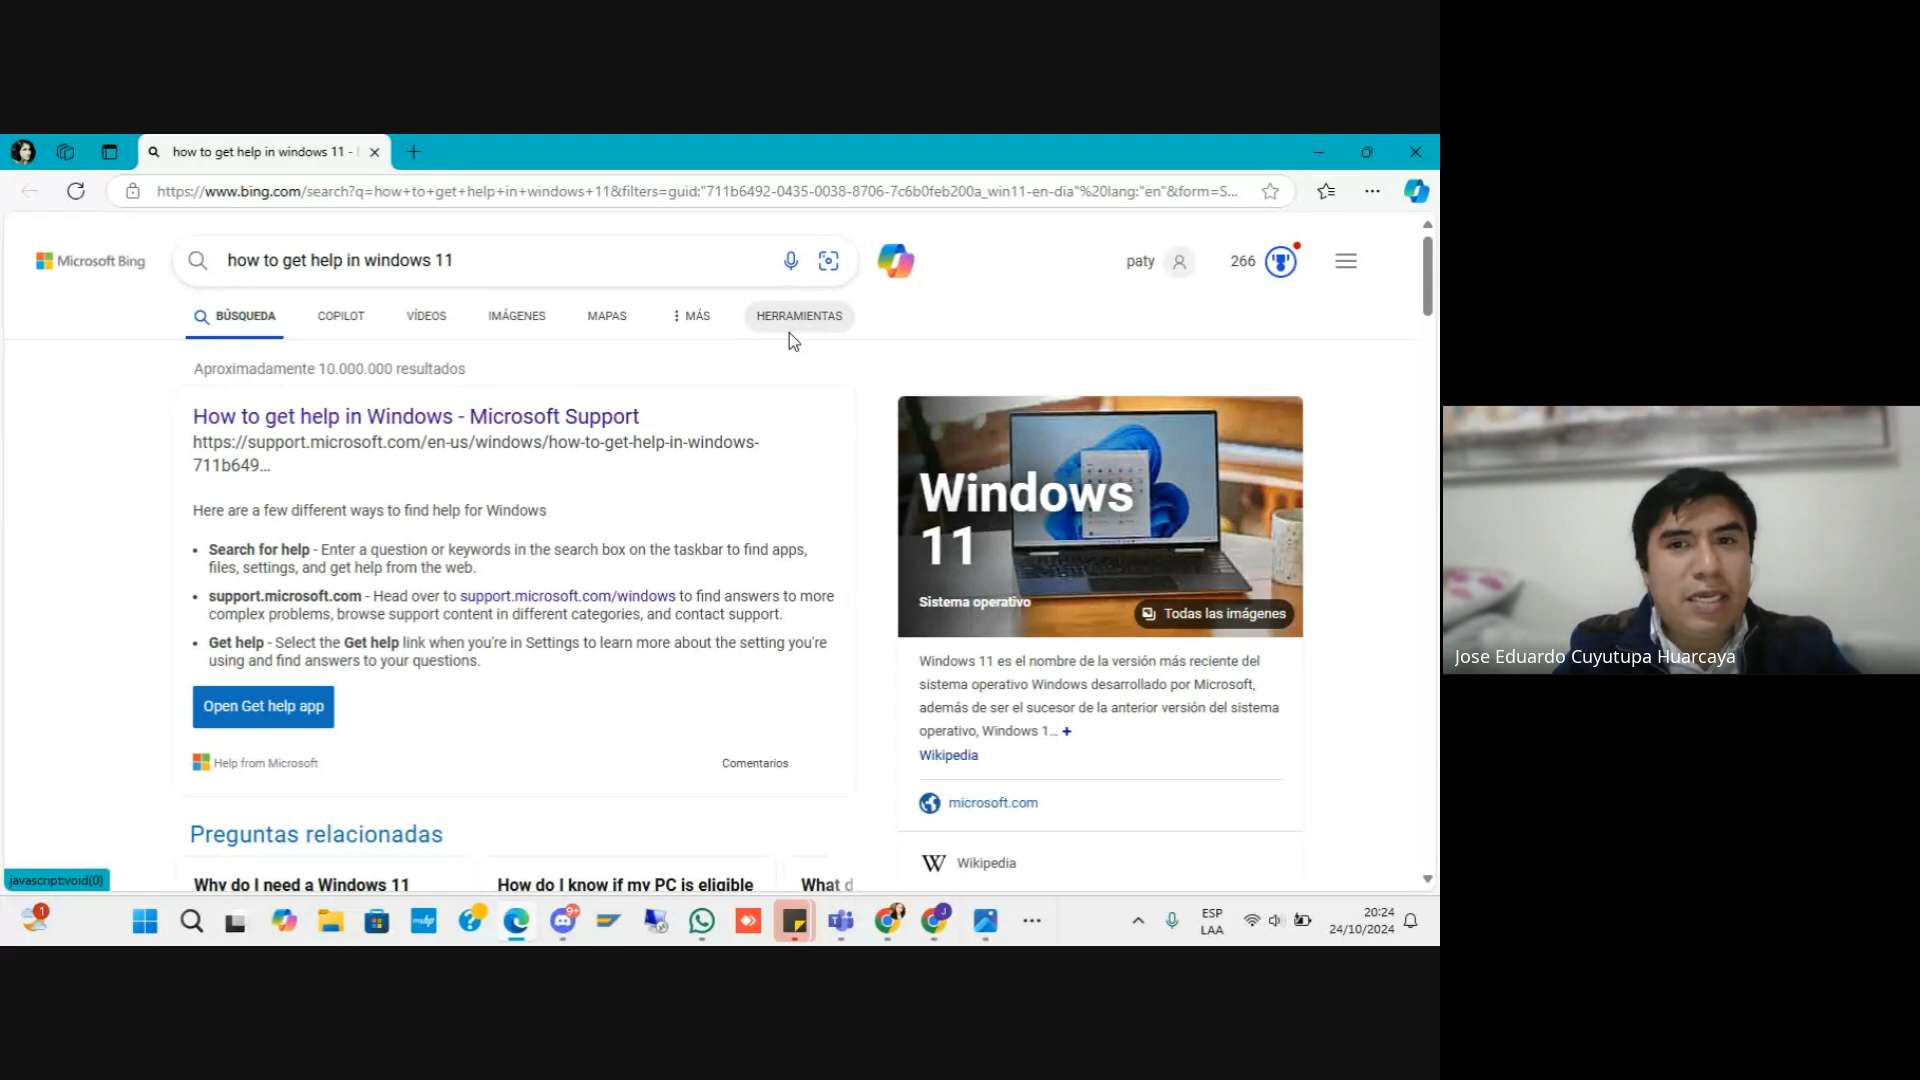 how to get help in windows 11 -
https://www.bing.com/search?q=how+to+get+help+in+windows+11&filters=guid:"711b6492-0435-0038-8706-7c6b0feb200a_win11-en-dia"%20lang:"en"&form=S...
Microsoft Bing
how to get help in windows 11
paty
266
BÚSQUEDA
COPILOT
VÍDEOS
IMÁGENES
MAPAS
MÁS
HERRAMIENTAS
Aproximadamente 10.000.000 resultados
How to get help in Windows - Microsoft Support
https://support.microsoft.com/en-us/windows/how-to-get-help-in-windows-
711b649...
Here are a few different ways to find help for Windows
• Search for help - Enter a question or keywords in the search box on the taskbar to find apps,
files, settings, and get help from the web.
• support.microsoft.com - Head over to support.microsoft.com/windows to find answers to more
complex problems, browse support content in different categories, and contact support.
• Get help - Select the Get help link when you're in Settings to learn more about the setting you're
using and find answers to your questions.
Open Get help app
Help from Microsoft
Comentarios
Preguntas relacionadas
Why do I need a Windows 11
How do I know if my PC is eligible
What d
Windows
11
Sistema operativo
Todas las imágenes
Windows 11 es el nombre de la versión más reciente del
sistema operativo Windows desarrollado por Microsoft,
además de ser el sucesor de la anterior versión del sistema
operativo, Windows 1... +
Wikipedia
microsoft.com
W Wikipedia
javascript:void(0)
1
9+
ESP
LAA
20:24
24/10/2024
Jose Eduardo Cuyutupa Huarcaya